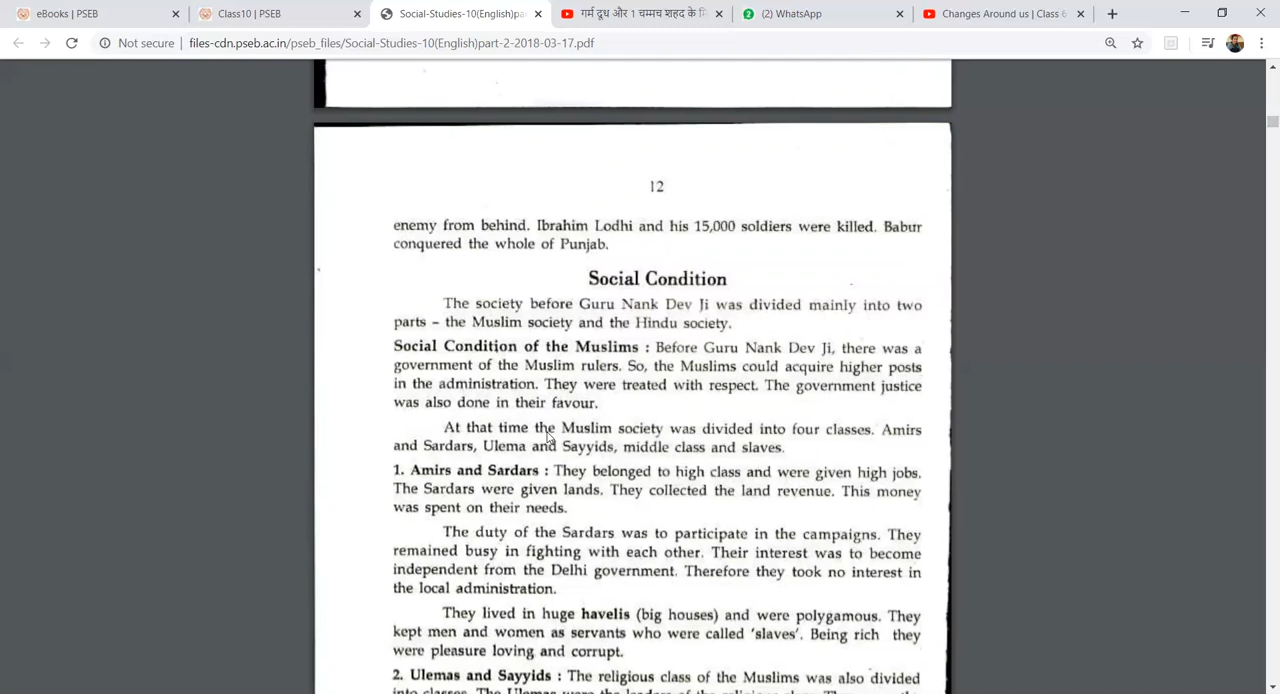 eBooks | PSEB
Class10 | PSEB
Social-Studies-10(English)pa
गर्म दूध और 1 चम्मच शहद के
(2) WhatsApp
Changes Around us | Class 6
Not secure | files-cdn.pseb.ac.in/pseb_files/Social-Studies-10(English)part-2-2018-03-17.pdf
12
enemy from behind. Ibrahim Lodhi and his 15,000 soldiers were killed. Babur
conquered the whole of Punjab.
Social Condition
The society before Guru Nank Dev Ji was divided mainly into two
parts – the Muslim society and the Hindu society.
Social Condition of the Muslims : Before Guru Nank Dev Ji, there was a
government of the Muslim rulers. So, the Muslims could acquire higher posts
in the administration. They were treated with respect. The government justice
was also done in their favour.
At that time the Muslim society was divided into four classes. Amirs
and Sardars, Ulema and Sayyids, middle class and slaves.
1. Amirs and Sardars : They belonged to high class and were given high jobs.
The Sardars were given lands. They collected the land revenue. This money
was spent on their needs.
The duty of the Sardars was to participate in the campaigns. They
remained busy in fighting with each other. Their interest was to become
independent from the Delhi government. Therefore they took no interest in
the local administration.
They lived in huge havelis (big houses) and were polygamous. They
kept men and women as servants who were called 'slaves'. Being rich they
were pleasure loving and corrupt.
2. Ulemas and Sayyids : The religious class of the Muslims was also divided
into classes. The Ulemas were the leaders of the religious class.